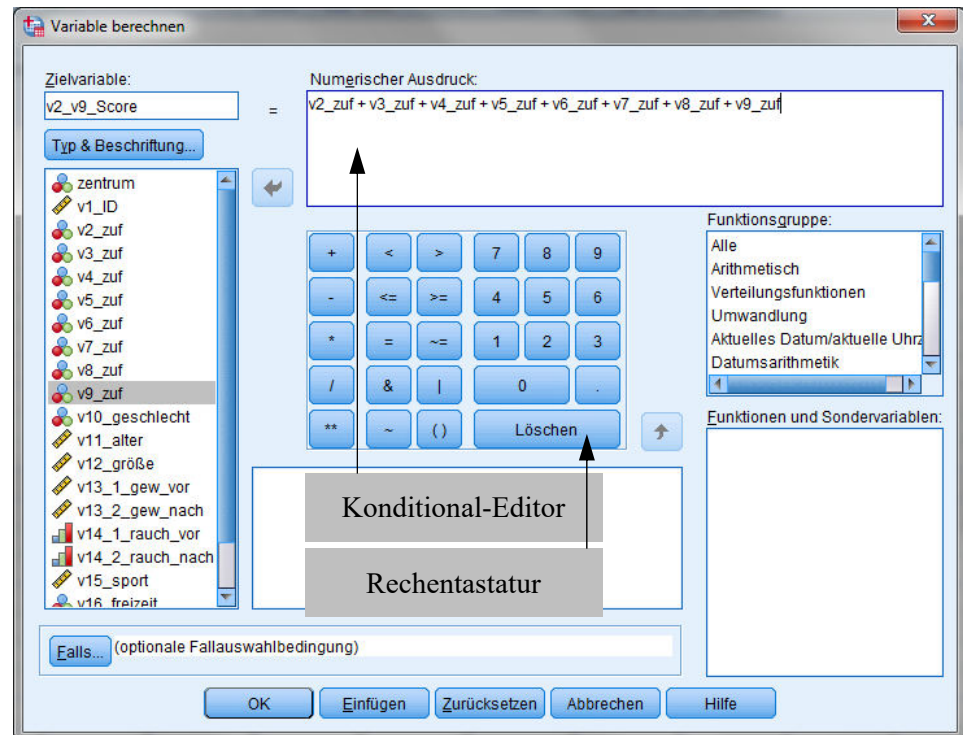 Variable berechnen
Zielvariable:
v2_v9_Score
=
Numerischer Ausdruck:
v2_zuf + v3_zuf + v4_zuf + v5_zuf + v6_zuf + v7_zuf + v8_zuf + v9_zuf
Typ & Beschriftung...
zentrum
v1_ID
v2_zuf
v3_zuf
v4_zuf
v5_zuf
v6_zuf
v7_zuf
v8_zuf
v9_zuf
v10_geschlecht
v11_alter
v12_größe
v13_1_gew_vor
v13_2_gew_nach
v14_1_rauch_vor
v14_2_rauch_nach
v15_sport
v16_freizeit
+ < > 7 8 9
- <= >= 4 5 6
* = ~= 1 2 3
/ & | 0 .
** ~ ( ) Löschen
Funktionsgruppe:
Alle
Arithmetisch
Verteilungsfunktionen
Umwandlung
Aktuelles Datum/aktuelle Uhrz
Datumsarithmetik
Funktionen und Sondervariablen:
Konditional-Editor
Rechentastatur
Falls... (optionale Fallauswahlbedingung)
OK Einfügen Zurücksetzen Abbrechen Hilfe